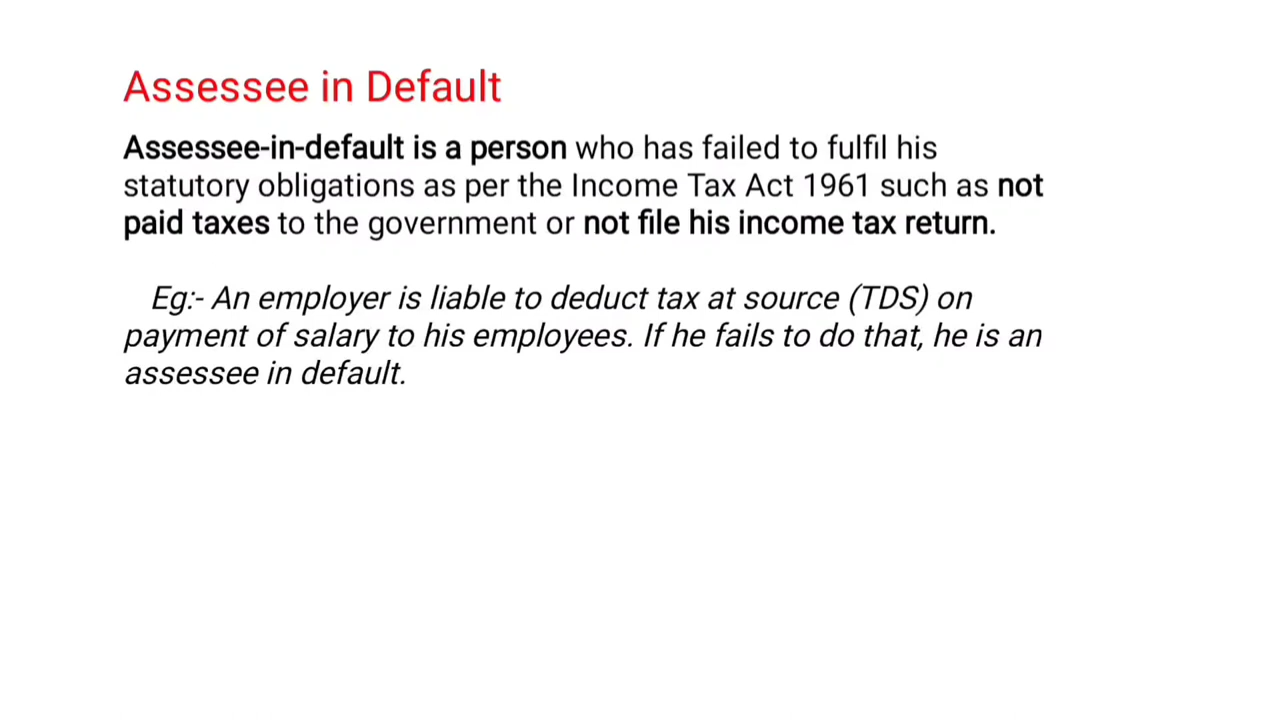 Assessee in Default
Assessee-in-default is a person who has failed to fulfil his
statutory obligations as per the Income Tax Act 1961 such as not
paid taxes to the government or not file his income tax return.
Eg:- An employer is liable to deduct tax at source (TDS) on
payment of salary to his employees. If he fails to do that, he is an
assessee in default.